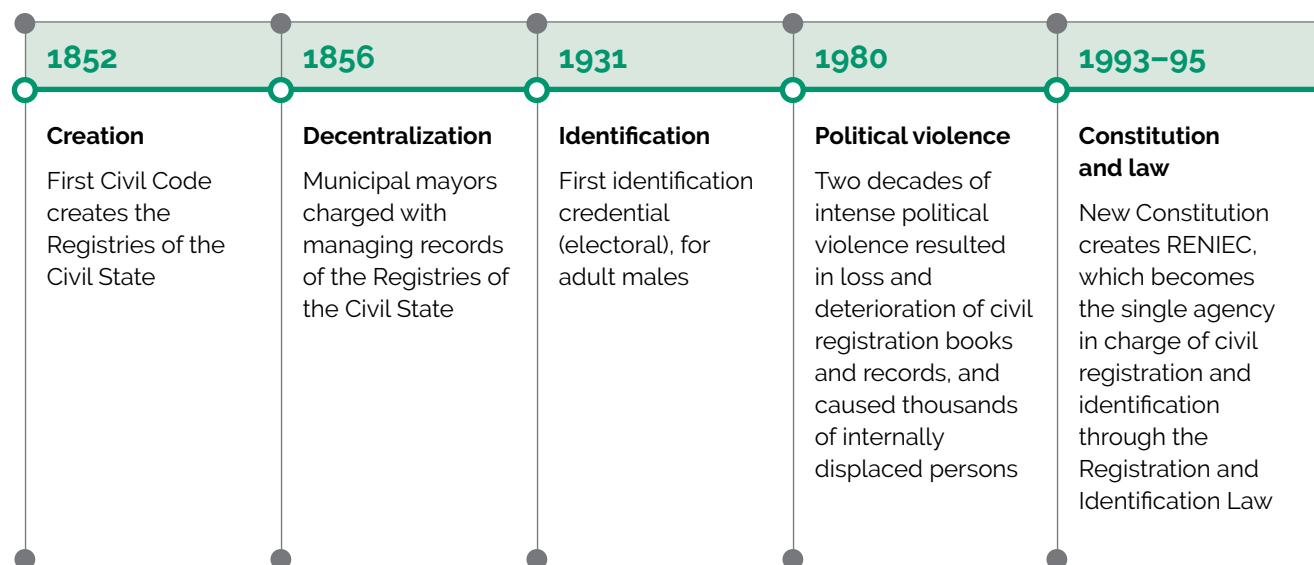 1852
Creation
First Civil Code
creates the
Registries of the
Civil State
1856
Decentralization
Municipal mayors
charged with
managing records
of the Registries of
the Civil State
1931
Identification
First identification
credential
(electoral), for
adult males
1980
Political violence
Two decades of
intense political
violence resulted
in loss and
deterioration of civil
registration books
and records, and
caused thousands
of internally
displaced persons
1993–95
Constitution
and law
New Constitution
creates RENIEC,
which becomes
the single agency
in charge of civil
registration and
identification
through the
Registration and
Identification Law